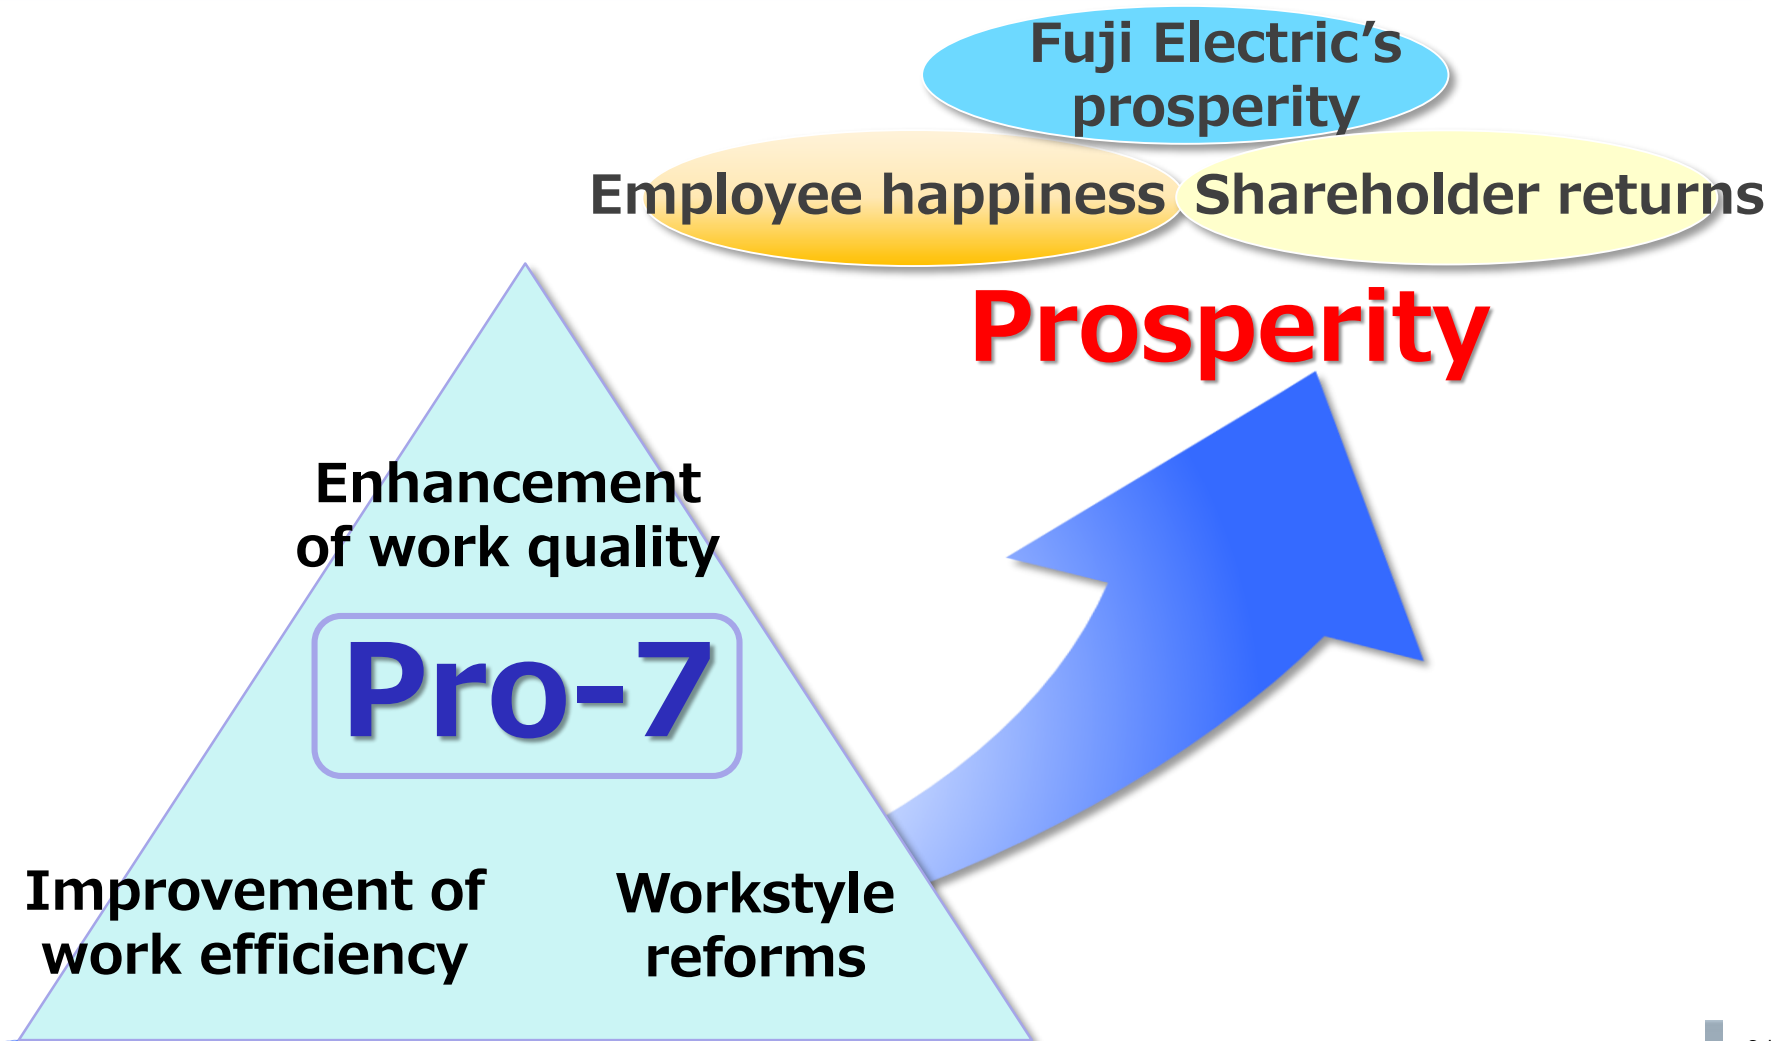 Fuji Electric’s
prosperity
Employee happiness
Shareholder returns
Prosperity
Enhancement
of work quality
Pro-7
Improvement of
work efficiency
Workstyle
reforms